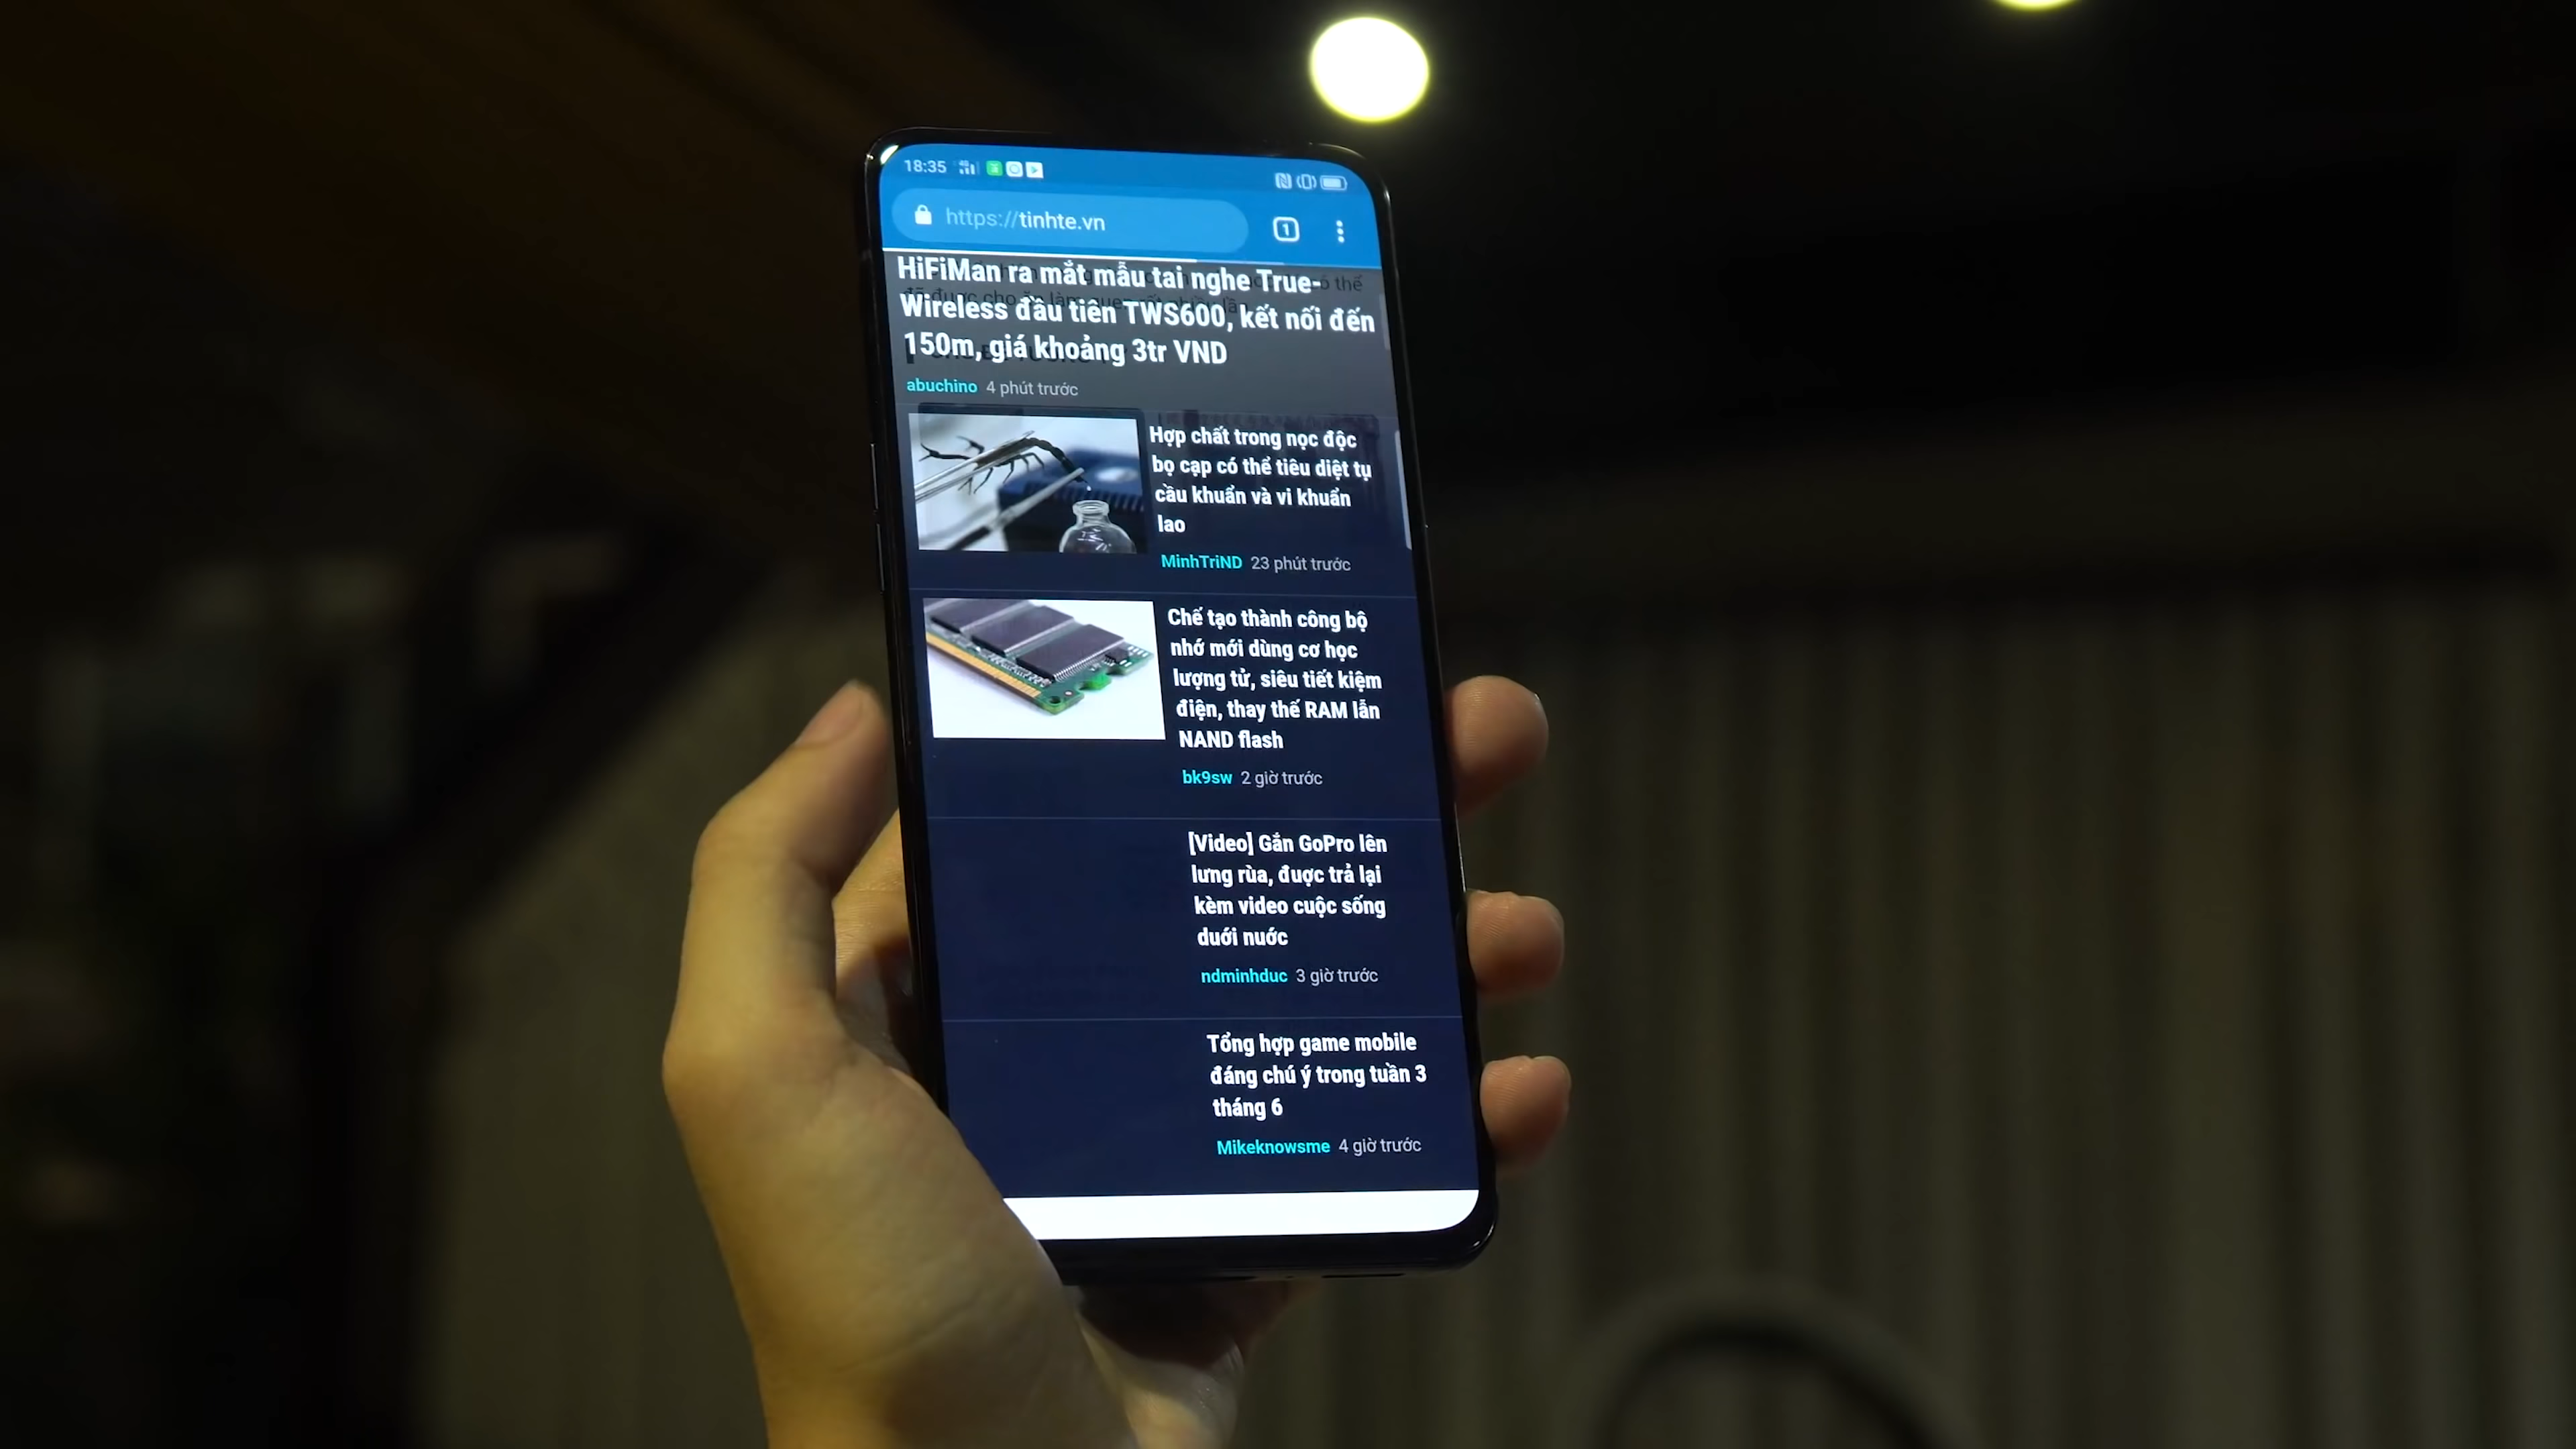 18:35
https://tinhte.vn
1
HiFiMan ra mắt mẫu tai nghe True-
Wireless đầu tiên TWS600, kết nối đến
150m, giá khoảng 3tr VND
abuchino 4 phút trước
Hợp chất trong nọc độc
bọ cạp có thể tiêu diệt tụ
cầu khuẩn và vi khuẩn
lao
MinhTriND 23 phút trước
Chế tạo thành công bộ
nhớ mới dùng cơ học
lượng tử, siêu tiết kiệm
điện, thay thế RAM lẫn
NAND flash
bk9sw 2 giờ trước
[Video] Gắn GoPro lên
lưng rùa, được trả lại
kèm video cuộc sống
dưới nước
ndminhduc 3 giờ trước
Tổng hợp game mobile
đáng chú ý trong tuần 3
tháng 6
Mikeknowsme 4 giờ trước